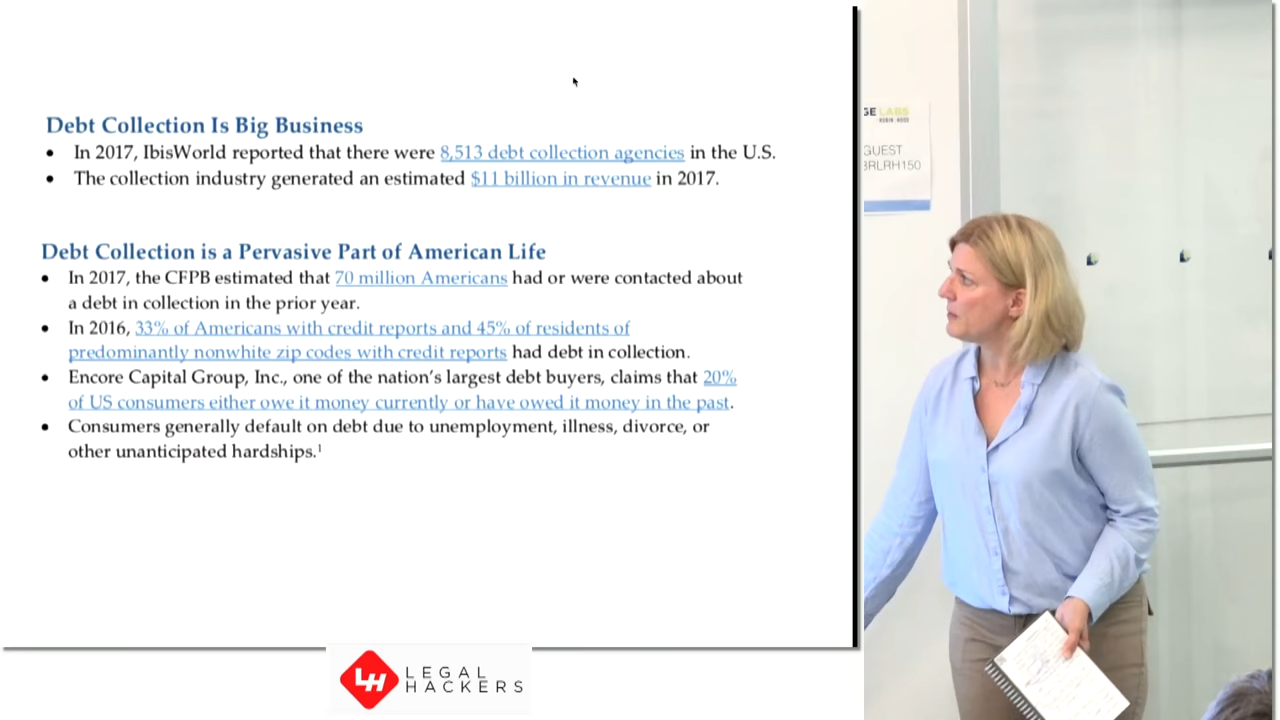 Debt Collection Is Big Business
• In 2017, IbisWorld reported that there were 8,513 debt collection agencies in the U.S.
• The collection industry generated an estimated $11 billion in revenue in 2017.
Debt Collection is a Pervasive Part of American Life
• In 2017, the CFPB estimated that 70 million Americans had or were contacted about
a debt in collection in the prior year.
• In 2016, 33% of Americans with credit reports and 45% of residents of
predominantly nonwhite zip codes with credit reports had debt in collection.
• Encore Capital Group, Inc., one of the nation’s largest debt buyers, claims that 20%
of US consumers either owe it money currently or have owed it money in the past.
• Consumers generally default on debt due to unemployment, illness, divorce, or
other unanticipated hardships.¹
LH LEGAL
HACKERS
GE LABS
ROBIN HOOD
GUEST
BRLRH150